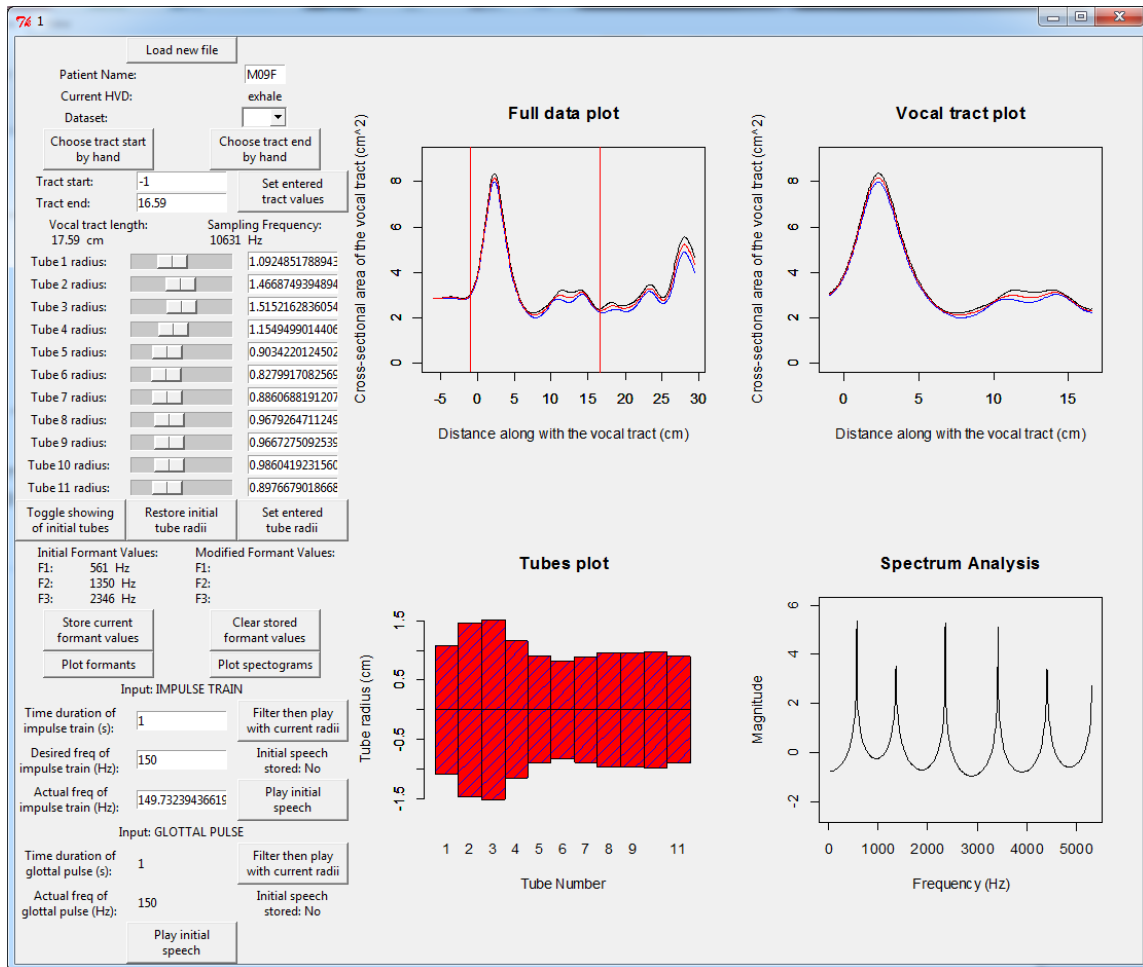 1
Load new file
Patient Name: M09F
Current HVD: exhale
Dataset:
Choose tract start
by hand
Choose tract end
by hand
Tract start: -1
Tract end: 16.59
Set entered
tract values
Vocal tract length: Sampling Frequency:
17.59 cm 10631 Hz
Tube 1 radius: 1.0924851788943
Tube 2 radius: 1.4668749394894
Tube 3 radius: 1.5152162836054
Tube 4 radius: 1.1549499014406
Tube 5 radius: 0.9034220124502
Tube 6 radius: 0.8279917082569
Tube 7 radius: 0.8860688191207
Tube 8 radius: 0.9679264711249
Tube 9 radius: 0.9667275092539
Tube 10 radius: 0.9860419231560
Tube 11 radius: 0.8976679018668
Toggle showing
of initial tubes
Restore initial
tube radii
Set entered
tube radii
Initial Formant Values: Modified Formant Values:
F1: 561 Hz F1:
F2: 1350 Hz F2:
F3: 2346 Hz F3:
Store current
formant values
Clear stored
formant values
Plot formants
Plot spectograms
Input: IMPULSE TRAIN
Time duration of
impulse train (s):
1
Filter then play
with current radii
Desired freq of
impulse train (Hz):
150
Initial speech
stored: No
Actual freq of
impulse train (Hz):
149.73239436619
Play initial
speech
Input: GLOTTAL PULSE
Time duration of
glottal pulse (s):
1
Filter then play
with current radii
Actual freq of
glottal pulse (Hz):
150
Initial speech
stored: No
Play initial
speech
Full data plot
Cross-sectional area of the vocal tract (cm^2)
0 2 4 6 8
-5 0 5 10 15 20 25 30
Distance along with the vocal tract (cm)
Vocal tract plot
Cross-sectional area of the vocal tract (cm^2)
0 2 4 6 8
0 5 10 15
Distance along with the vocal tract (cm)
Tubes plot
Tube radius (cm)
-1.5 -0.5 0.5 1.5
1 2 3 4 5 6 7 8 9 11
Tube Number
Spectrum Analysis
Magnitude
-2 0 2 4 6
0 1000 2000 3000 4000 5000
Frequency (Hz)